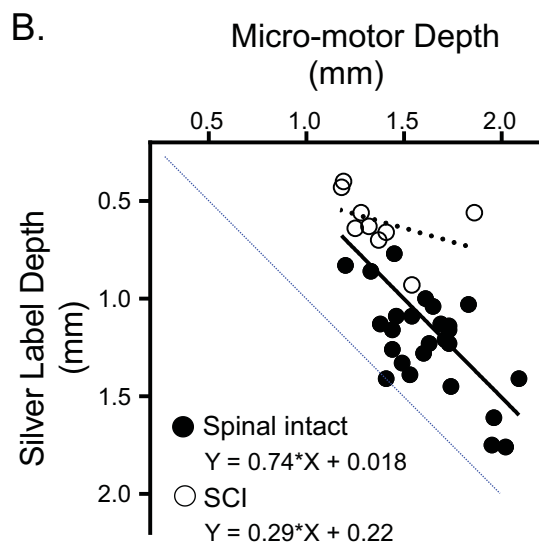 B.
Micro-motor Depth
(mm)
0.5 1.0 1.5 2.0
Silver Label Depth
(mm)
0.5
1.0
1.5
2.0
Spinal intact
Y = 0.74*X + 0.018
SCI
Y = 0.29*X + 0.22